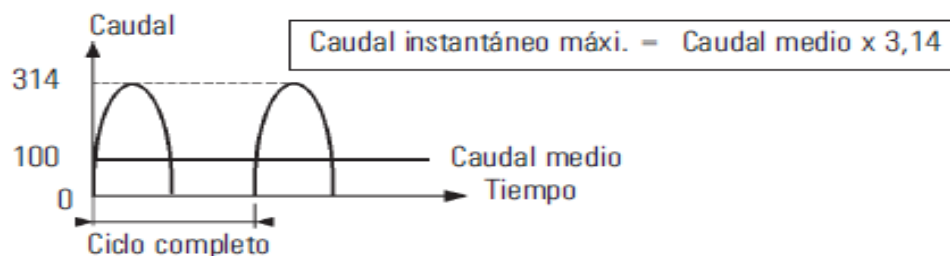 Caudal
Caudal instantáneo máxi. = Caudal medio x 3,14
314
100
Caudal medio
0
Tiempo
Ciclo completo